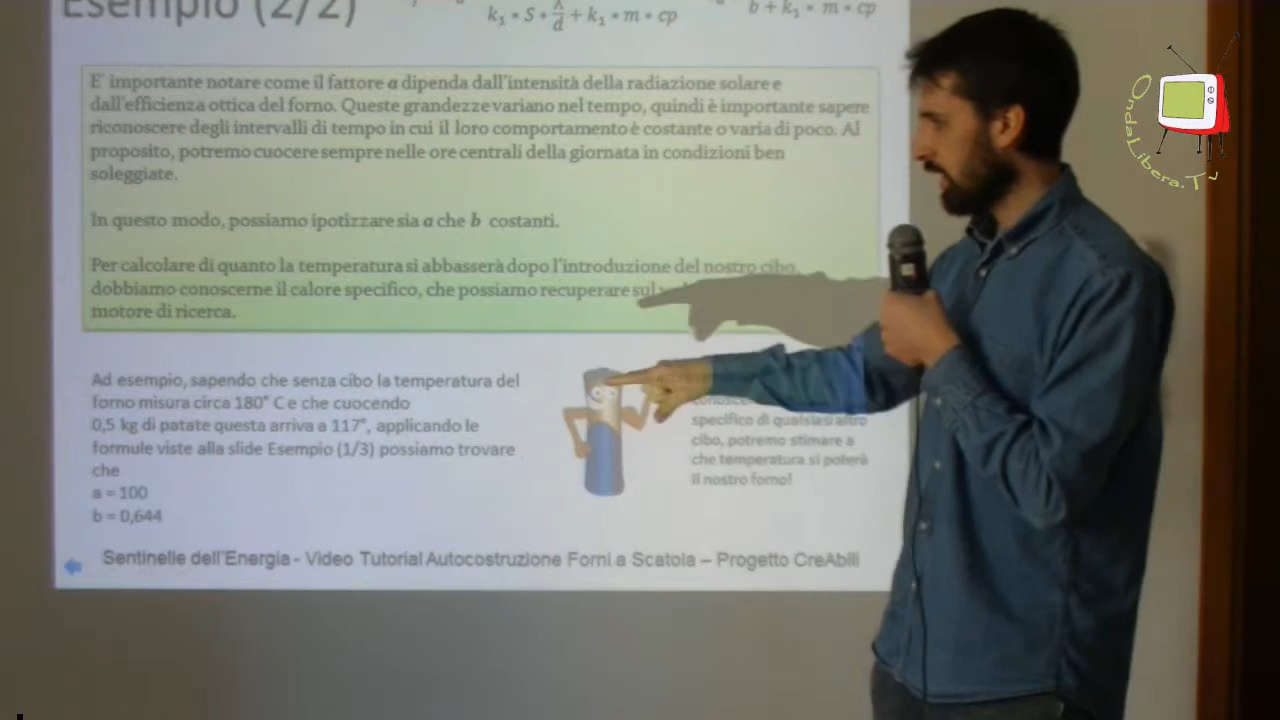 Esempio (2/2)
k₁ * S * λ/d + k₁ * m * cp
b + k₁ * m * cp
E' importante notare come il fattore a dipenda dall'intensità della radiazione solare e
dall'efficienza ottica del forno. Queste grandezze variano nel tempo, quindi è importante sapere
riconoscere degli intervalli di tempo in cui il loro comportamento è costante o varia di poco. Al
proposito, potremo cuocere sempre nelle ore centrali della giornata in condizioni ben
soleggiate.
In questo modo, possiamo ipotizzare sia a che b costanti.
Per calcolare di quanto la temperatura si abbasserà dopo l'introduzione del nostro cibo,
dobbiamo conoscerne il calore specifico, che possiamo recuperare sul
motore di ricerca.
Ad esempio, sapendo che senza cibo la temperatura del
forno misura circa 180° C e che cuocendo
0,5 kg di patate questa arriva a 117°, applicando le
formule viste alla slide Esempio (1/3) possiamo trovare
che
a = 100
b = 0,644
specifico di qualsiasi altro
cibo, potremo stimare a
che temperatura si poterà
il nostro forno!
Sentinelle dell'Energia - Video Tutorial Autocostruzione Forni a Scatola – Progetto CreAbili
OndaLibera.Tv